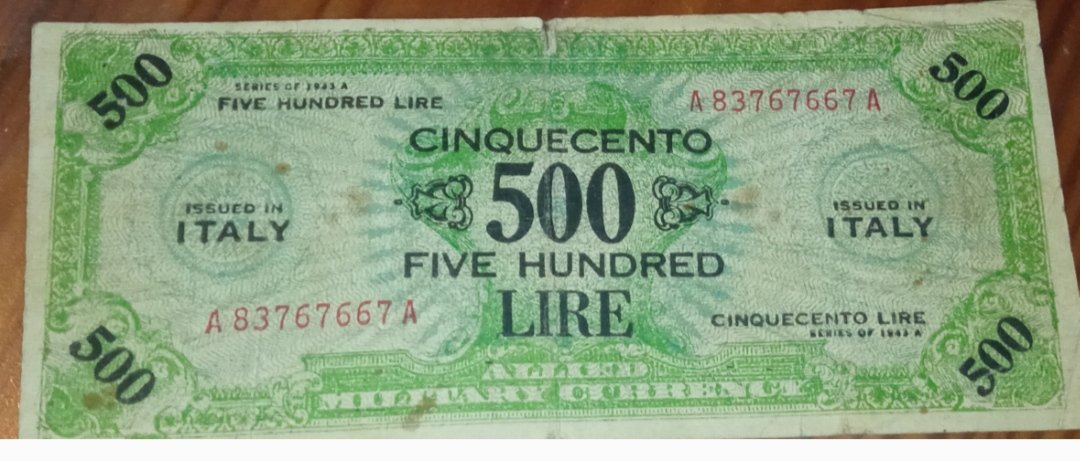 500
500
SERIES OF 1943 A
FIVE HUNDRED LIRE
A 83767667 A
CINQUECENTO
500
ISSUED IN
ITALY
ISSUED IN
ITALY
FIVE HUNDRED
LIRE
A 83767667 A
CINQUECENTO LIRE
SERIES OF 1943 A
500
500
ALLIED
MILITARY CURRENCY